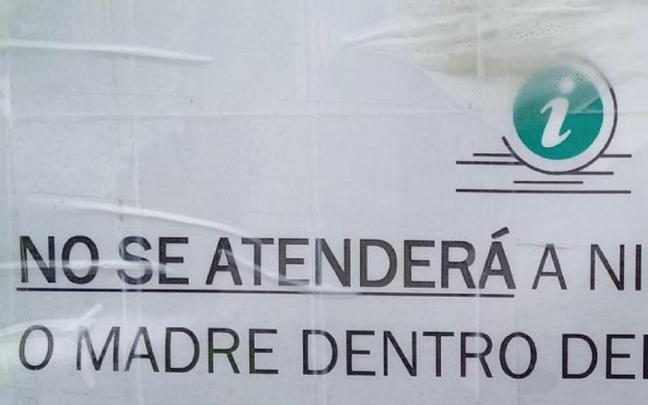 i
NO SE ATENDERÁ A NI
O MADRE DENTRO DE